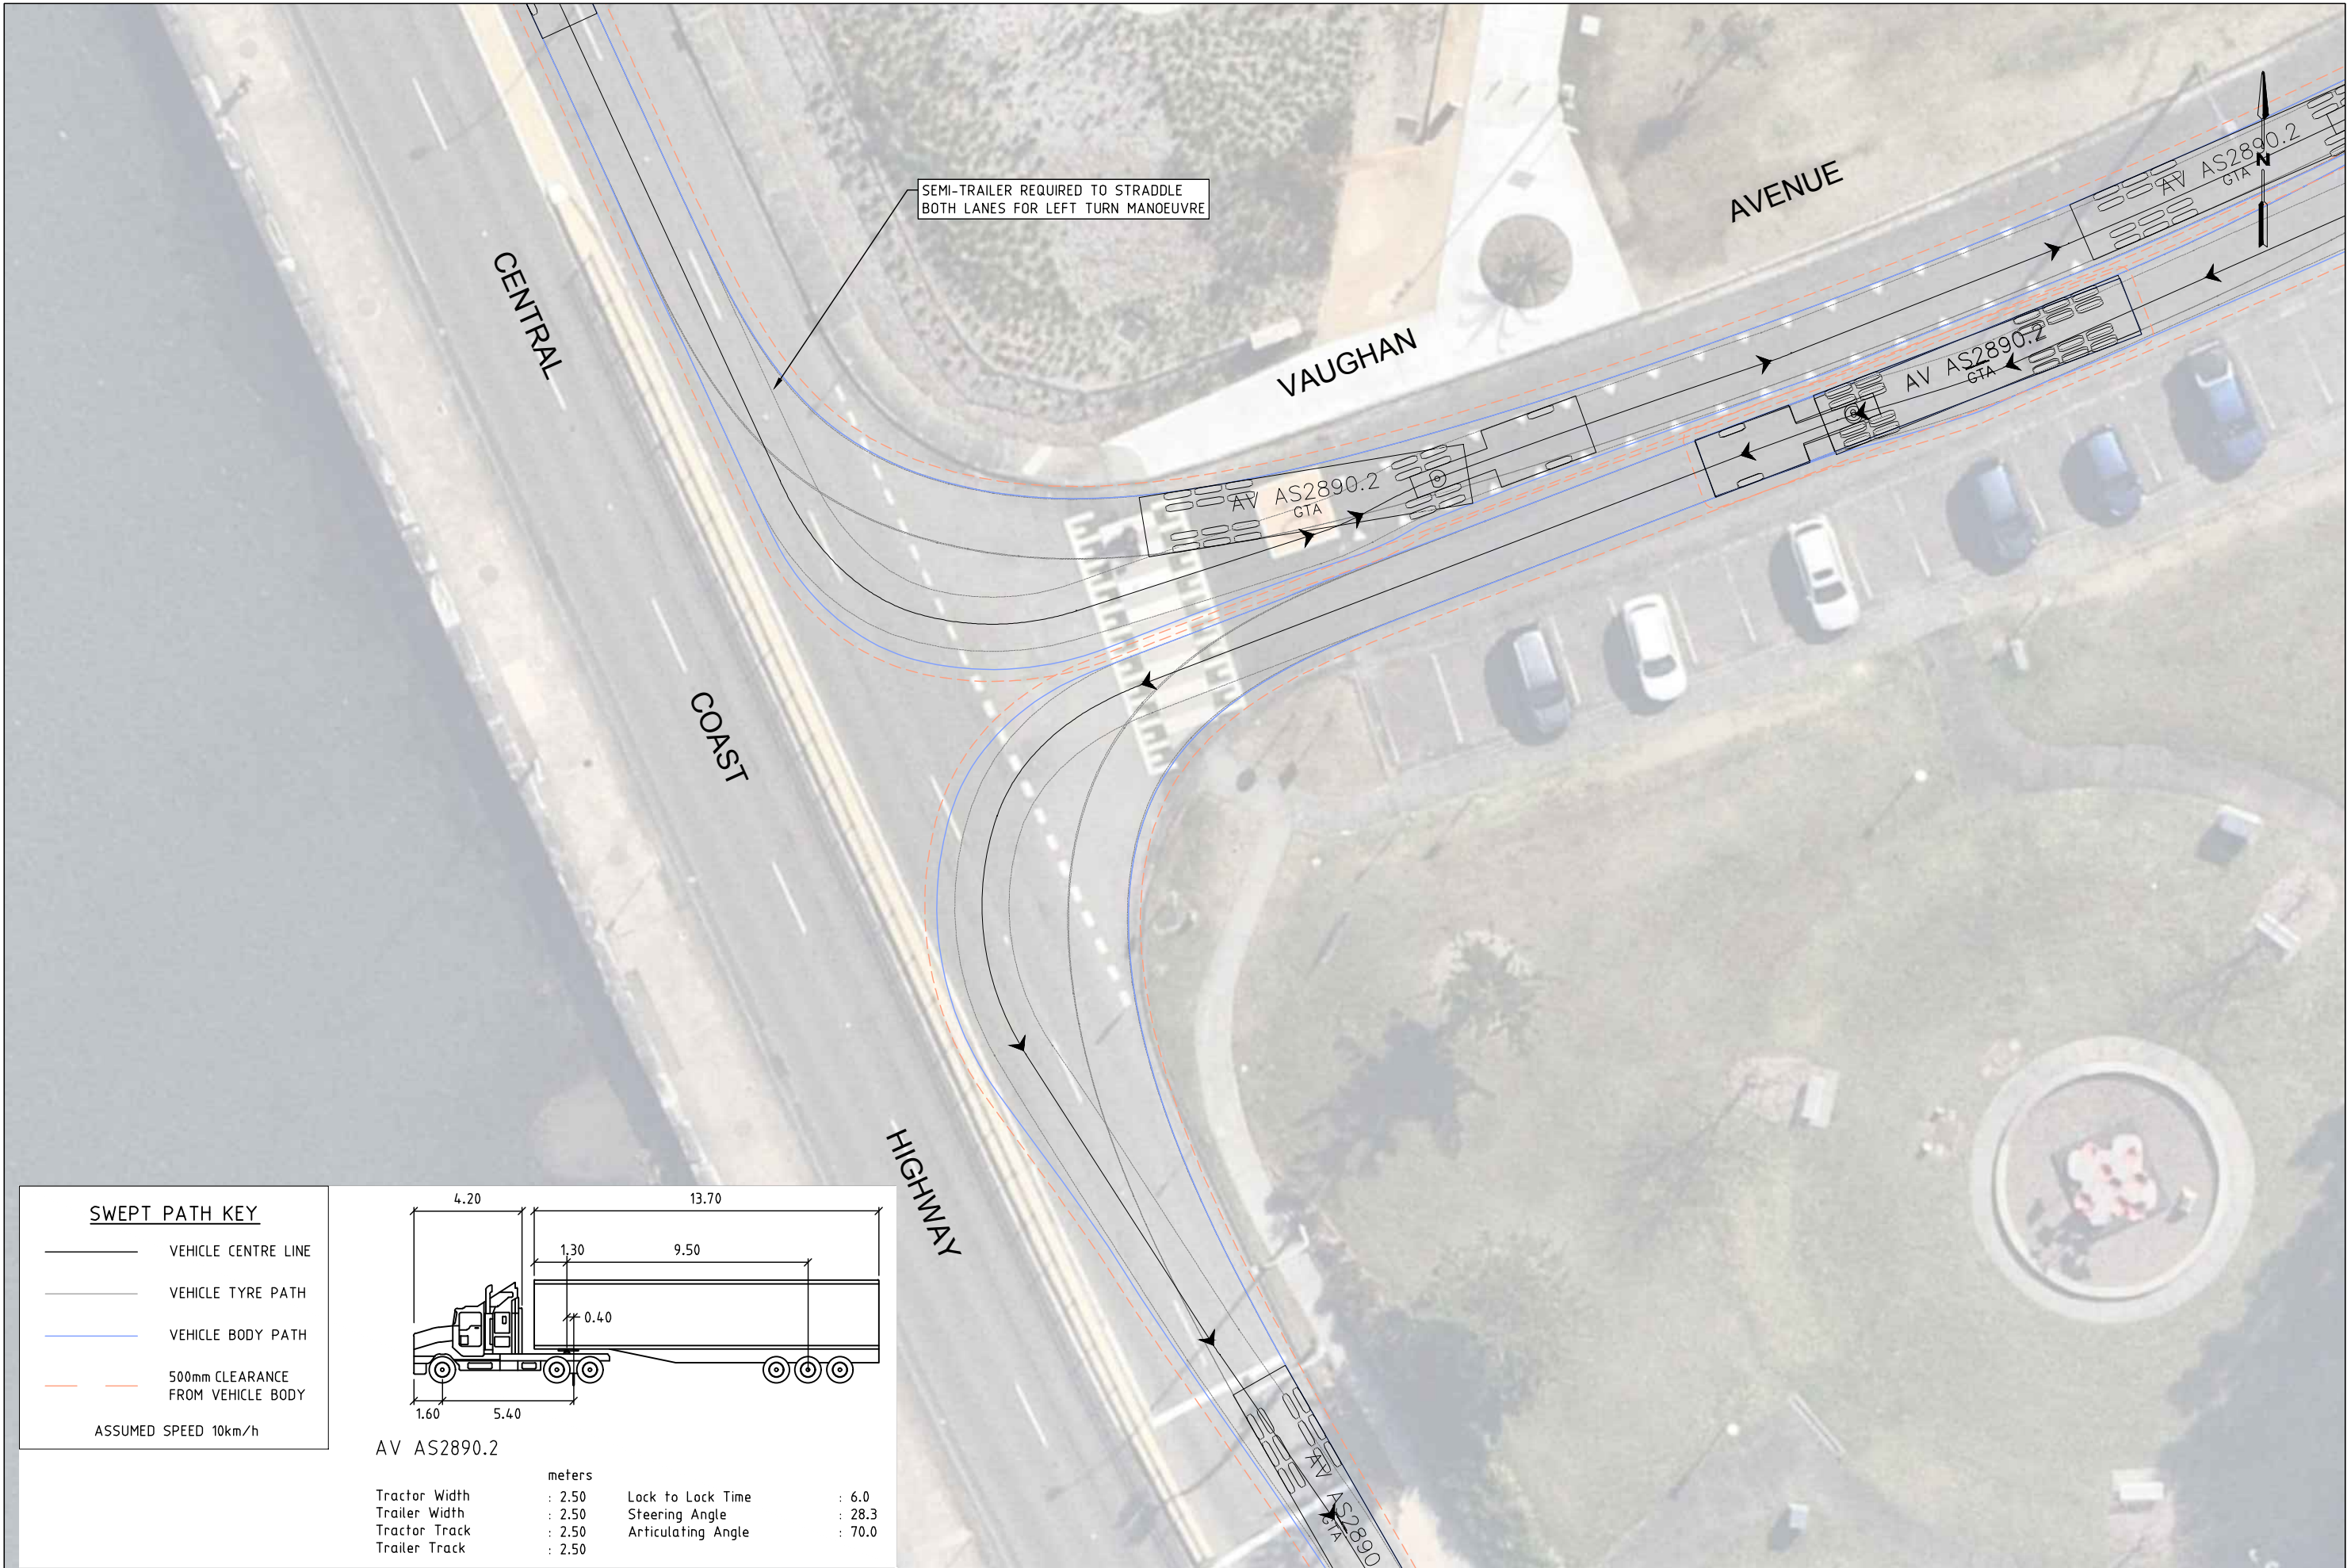 SEMI-TRAILER REQUIRED TO STRADDLE
BOTH LANES FOR LEFT TURN MANOEUVRE
AVENUE
VAUGHAN
CENTRAL
COAST
HIGHWAY
N
AV AS2890.2
GTA
AV AS2890.2
GTA
AV AS2890.2
GTA
AV AS2890
GTA
SWEPT PATH KEY
VEHICLE CENTRE LINE
VEHICLE TYRE PATH
VEHICLE BODY PATH
500mm CLEARANCE
FROM VEHICLE BODY
ASSUMED SPEED 10km/h
4.20 13.70
1.30 9.50
0.40
1.60 5.40
AV AS2890.2
meters
Tractor Width : 2.50 Lock to Lock Time : 6.0
Trailer Width : 2.50 Steering Angle : 28.3
Tractor Track : 2.50 Articulating Angle : 70.0
Trailer Track : 2.50